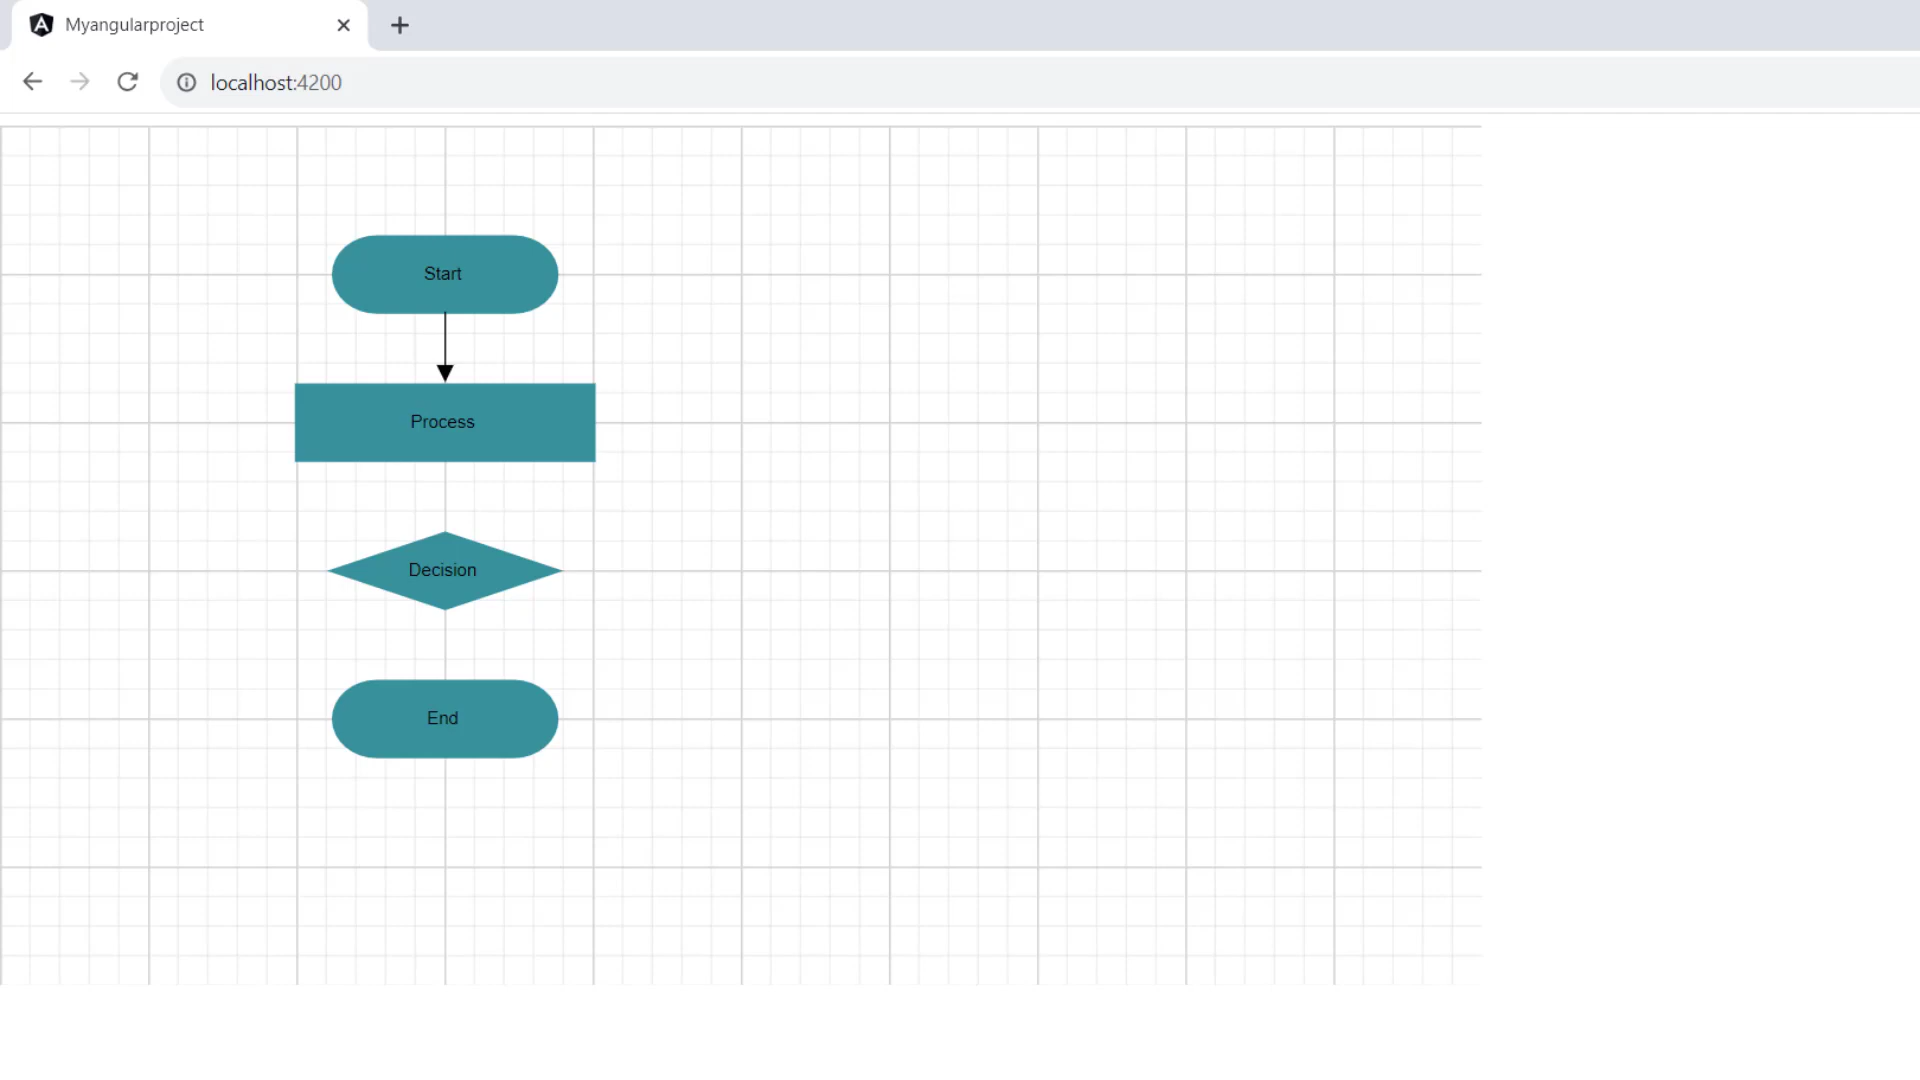 Myangularproject
localhost:4200
Start
Process
Decision
End